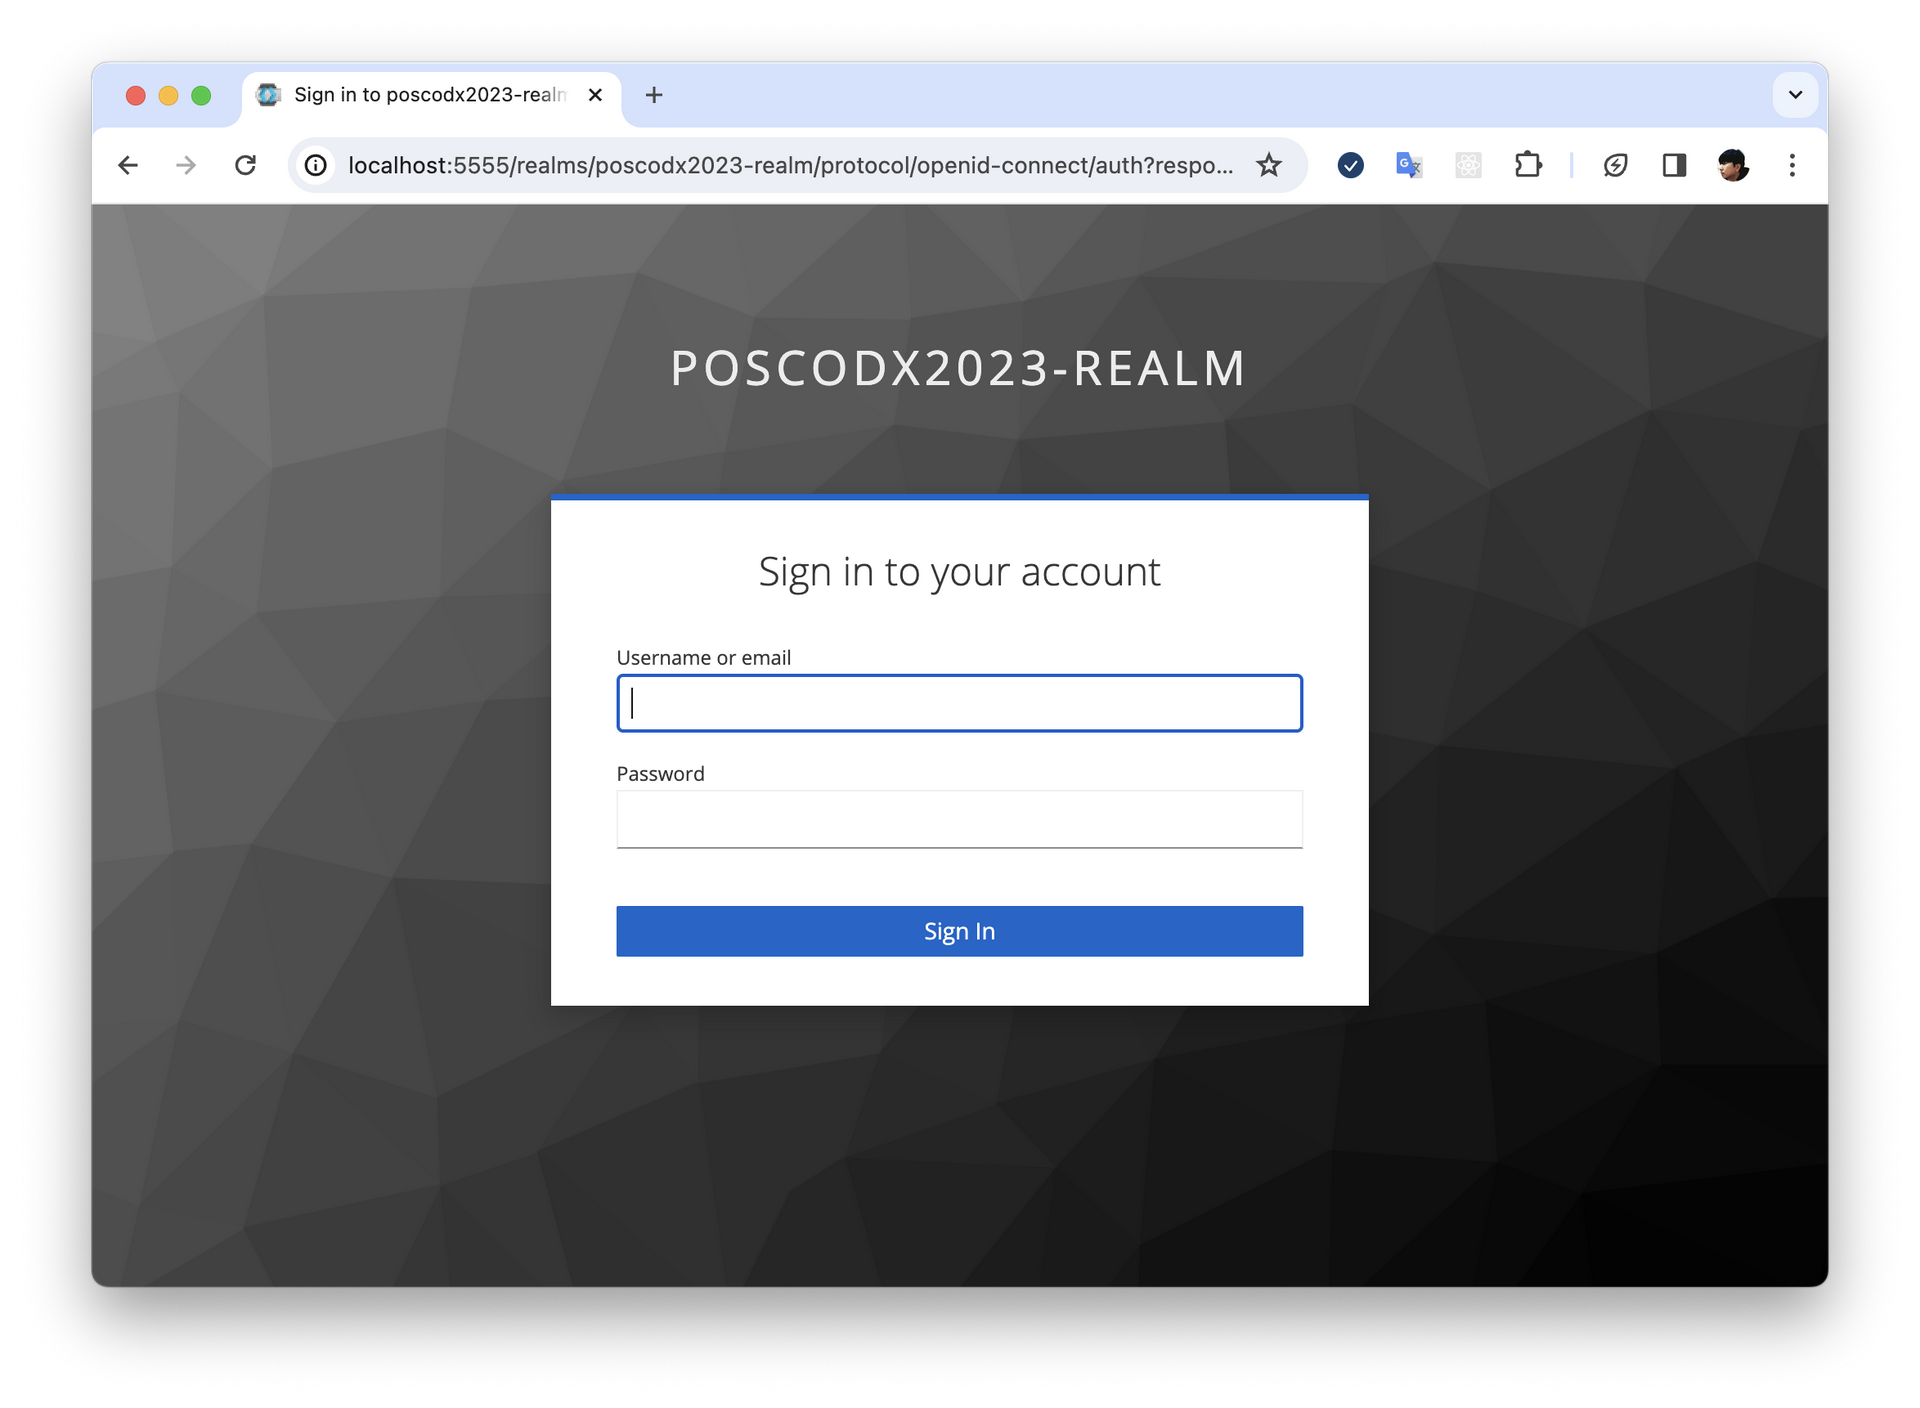 Sign in to poscodx2023-realm
localhost:5555/realms/poscodx2023-realm/protocol/openid-connect/auth?respo...
POSCODX2023-REALM
Sign in to your account
Username or email
Password
Sign In